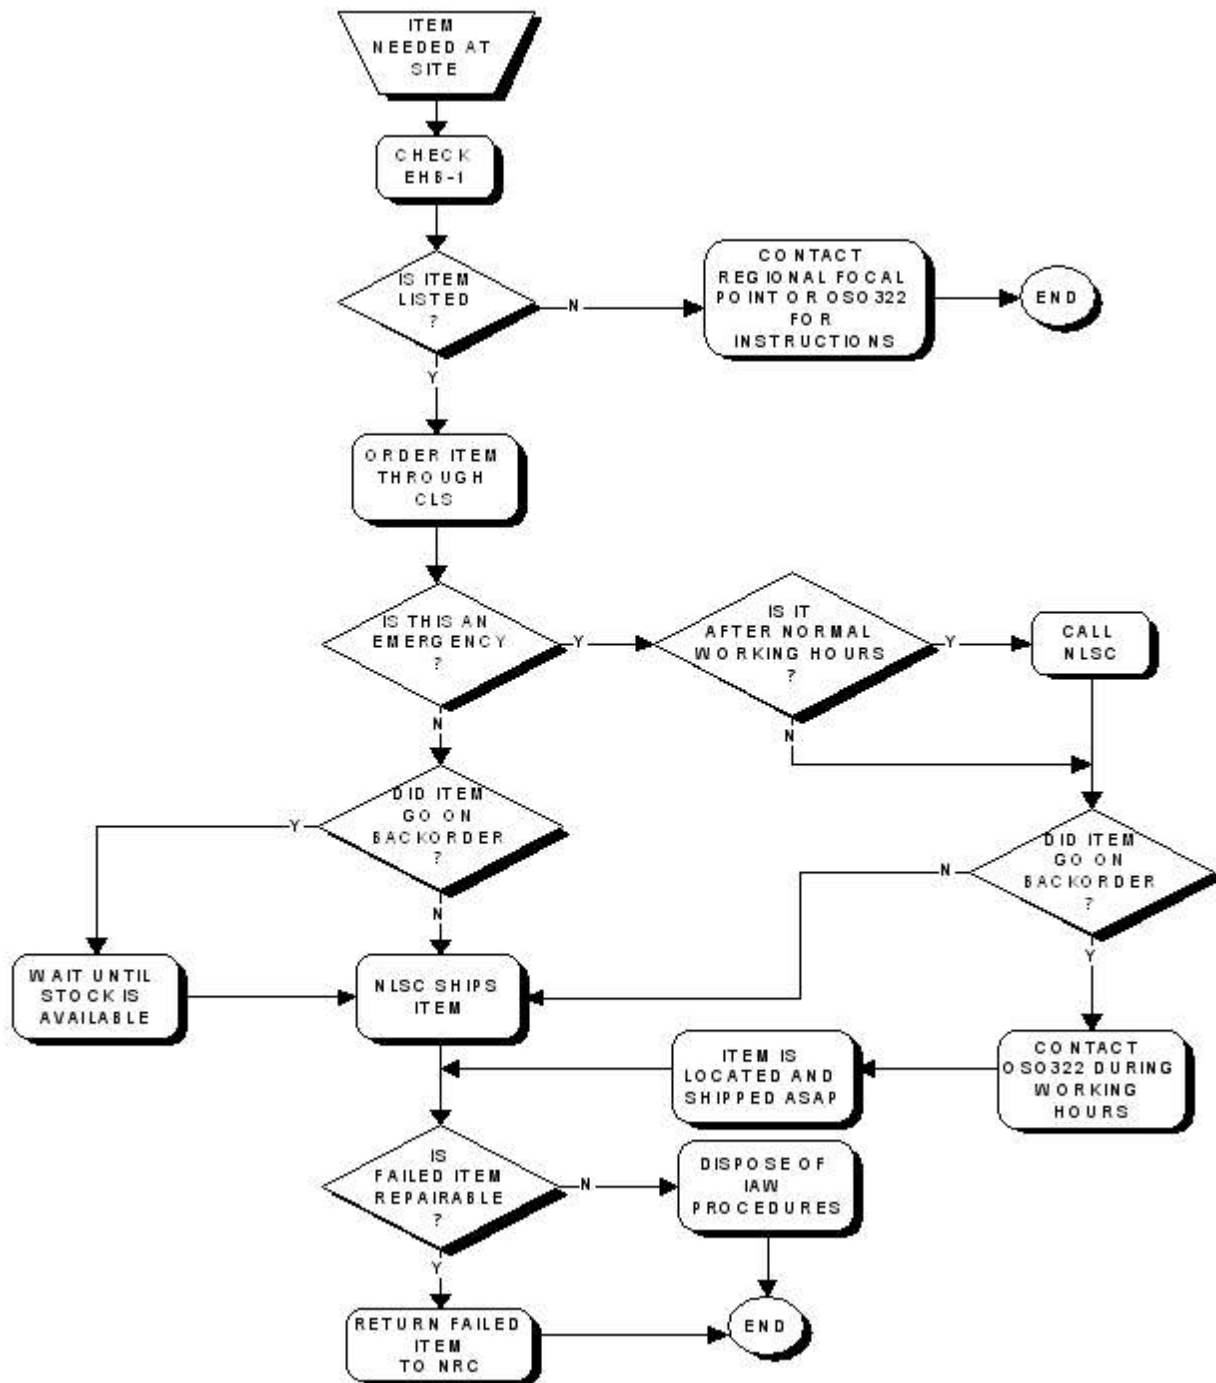 ITEM
NEEDED AT
SITE
CHECK
EHB-1
IS ITEM
LISTED
?
N
CONTACT
REGIONAL FOCAL
POINT OR OSO322
FOR
INSTRUCTIONS
END
Y
ORDER ITEM
THROUGH
CLS
IS THIS AN
EMERGENCY
?
Y
IS IT
AFTER NORMAL
WORKING HOURS
?
Y
CALL
NLSC
N
N
DID ITEM
GO ON
BACKORDER
?
Y
N
DID ITEM
GO ON
BACKORDER
?
N
Y
WAIT UNTIL
STOCK IS
AVAILABLE
NLSC SHIPS
ITEM
ITEM IS
LOCATED AND
SHIPPED ASAP
CONTACT
OSO322 DURING
WORKING
HOURS
IS
FAILED ITEM
REPAIRABLE
?
N
DISPOSE OF
IAW
PROCEDURES
Y
RETURN FAILED
ITEM
TO NRC
END